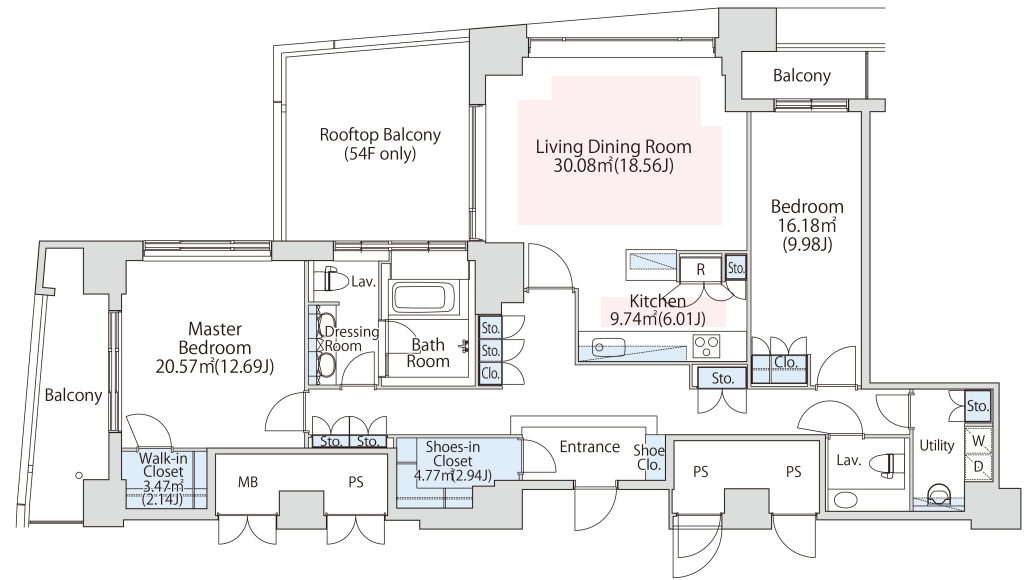 Balcony
Rooftop Balcony
(54F only)
Living Dining Room
30.08㎡(18.56J)
Bedroom
16.18㎡
(9.98J)
R
Sto.
Kitchen
9.74㎡(6.01J)
Lav.
Dressing
Room
Bath
Room
Master
Bedroom
20.57㎡(12.69J)
Balcony
Sto.
Sto.
Clo.
Clo.
Sto.
Sto.
Sto.
Sto.
Walk-in
Closet
3.47㎡
(2.14J)
Shoes-in
Closet
4.77㎡(2.94J)
Entrance
Shoe
Clo.
MB
PS
PS
PS
Lav.
Utility
W
D